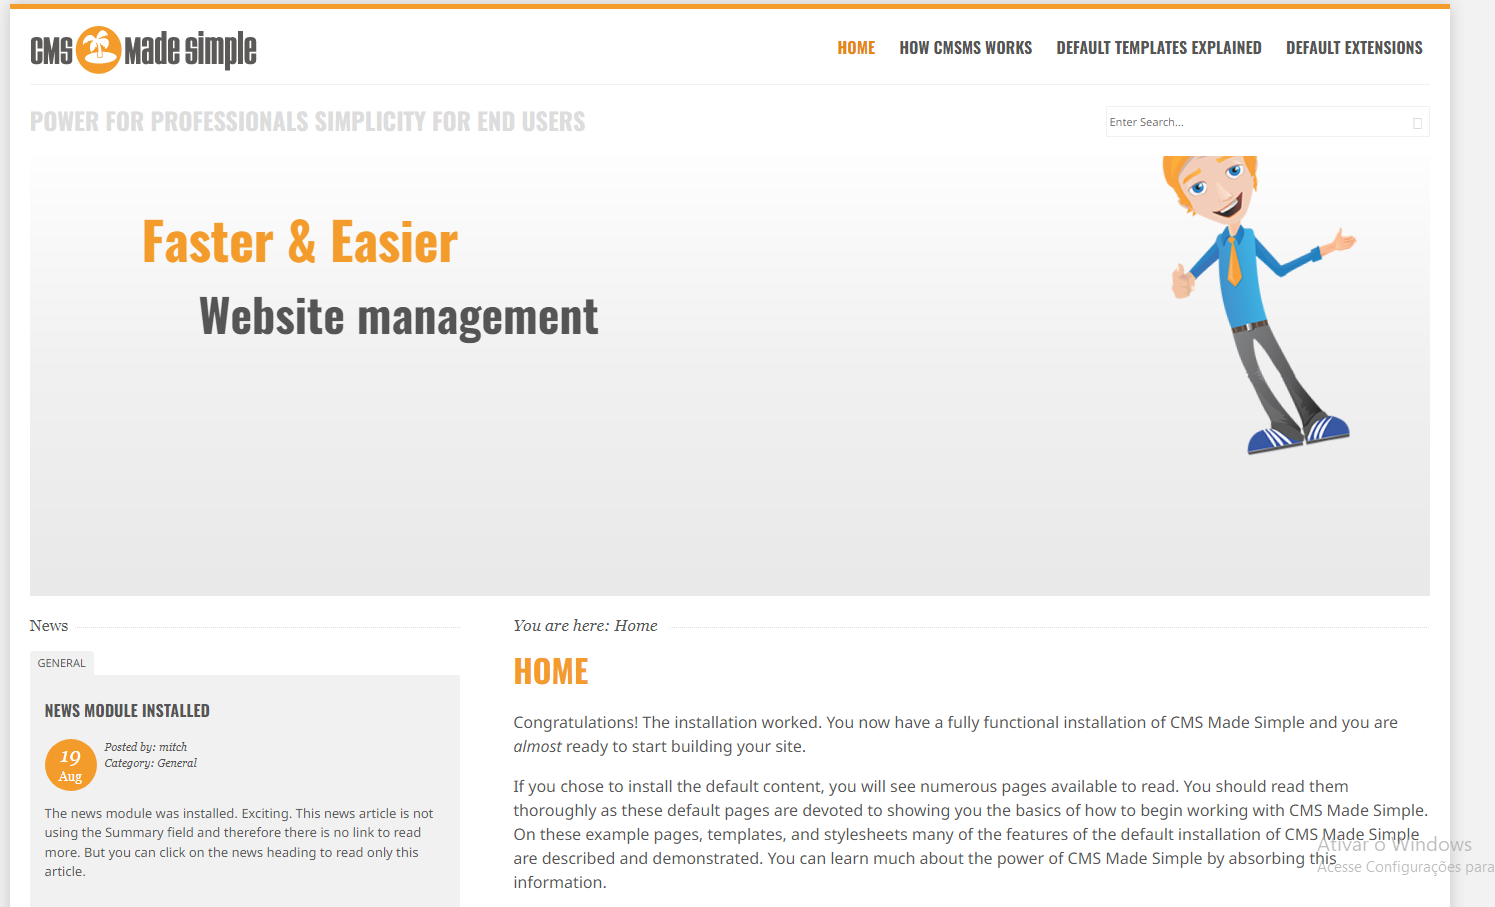 CMS Made Simple
HOME HOW CMSMS WORKS DEFAULT TEMPLATES EXPLAINED DEFAULT EXTENSIONS
POWER FOR PROFESSIONALS SIMPLICITY FOR END USERS
Enter Search...
Faster & Easier
Website management
News
GENERAL
NEWS MODULE INSTALLED
19
Aug
Posted by: mitch
Category: General
The news module was installed. Exciting. This news article is not
using the Summary field and therefore there is no link to read
more. But you can click on the news heading to read only this
article.
You are here: Home
HOME
Congratulations! The installation worked. You now have a fully functional installation of CMS Made Simple and you are
almost ready to start building your site.
If you chose to install the default content, you will see numerous pages available to read. You should read them
thoroughly as these default pages are devoted to showing you the basics of how to begin working with CMS Made Simple.
On these example pages, templates, and stylesheets many of the features of the default installation of CMS Made Simple
are described and demonstrated. You can learn much about the power of CMS Made Simple by absorbing this
information.
Ativar o Windows
Acesse Configurações para